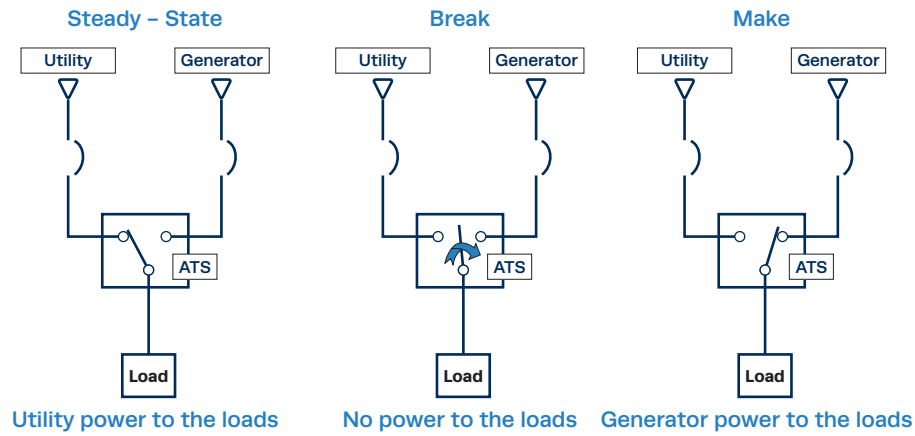 Steady – State
Utility
Generator
ATS
Load
Utility power to the loads
Break
Utility
Generator
ATS
Load
No power to the loads
Make
Utility
Generator
ATS
Load
Generator power to the loads